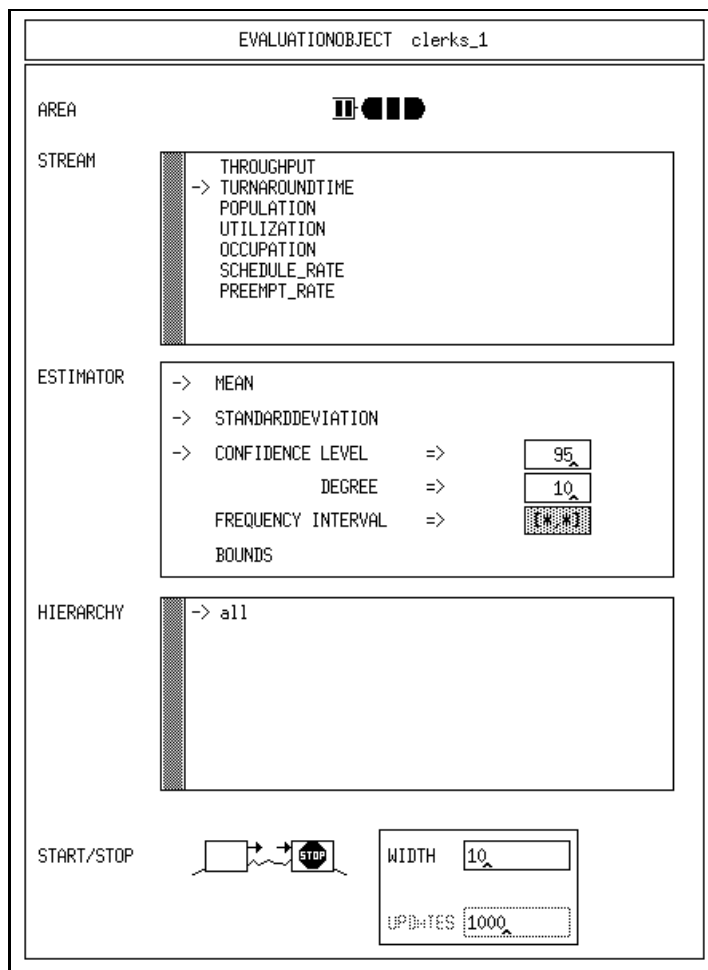 EVALUATIONOBJECT clerks_1
AREA
STREAM
THROUGHPUT
-> TURNAROUNDTIME
POPULATION
UTILIZATION
OCCUPATION
SCHEDULE_RATE
PREEMPT_RATE
ESTIMATOR
-> MEAN
-> STANDARDDEVIATION
-> CONFIDENCE LEVEL => 95
DEGREE => 10
FREQUENCY INTERVAL => [*,*]
BOUNDS
HIERARCHY
-> all
START/STOP
STOP
WIDTH 10
UPDATES 1000